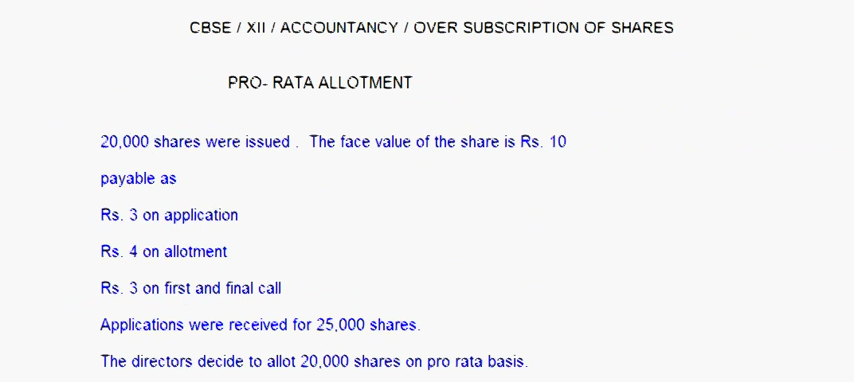 CBSE / XII / ACCOUNTANCY / OVER SUBSCRIPTION OF SHARES
PRO- RATA ALLOTMENT
20,000 shares were issued . The face value of the share is Rs. 10
payable as
Rs. 3 on application
Rs. 4 on allotment
Rs. 3 on first and final call
Applications were received for 25,000 shares.
The directors decide to allot 20,000 shares on pro rata basis.